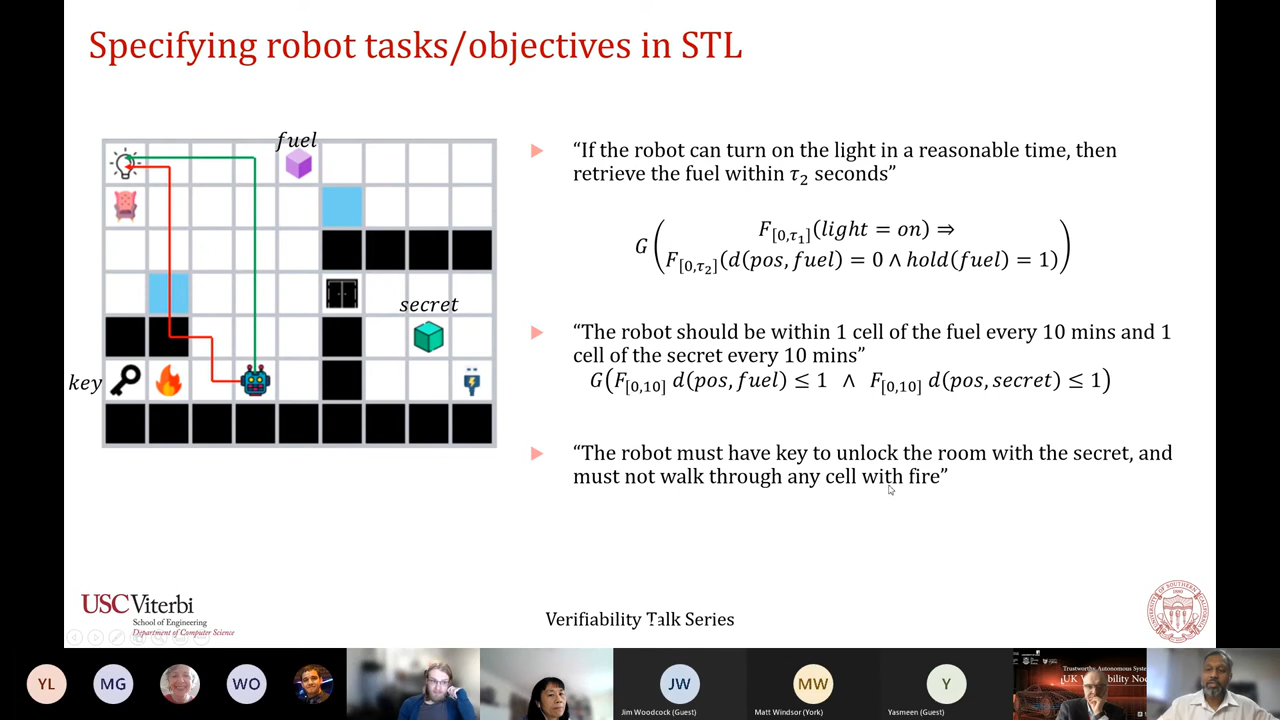 Specifying robot tasks/objectives in STL
fuel
secret
key
“If the robot can turn on the light in a reasonable time, then
retrieve the fuel within τ₂ seconds”
G ( F[0,τ₁](light = on) ⇒
F[0,τ₂](d(pos, fuel) = 0 ∧ hold(fuel) = 1) )
“The robot should be within 1 cell of the fuel every 10 mins and 1
cell of the secret every 10 mins”
G(F[0,10] d(pos, fuel) ≤ 1 ∧ F[0,10] d(pos, secret) ≤ 1)
“The robot must have key to unlock the room with the secret, and
must not walk through any cell with fire”
USC Viterbi
School of Engineering
Department of Computer Science
Verifiability Talk Series
YL
MG
WO
JW
MW
Y
Jim Woodcock (Guest)
Matt Windsor (York)
Yasmeen (Guest)
Trustworthy Autonomous